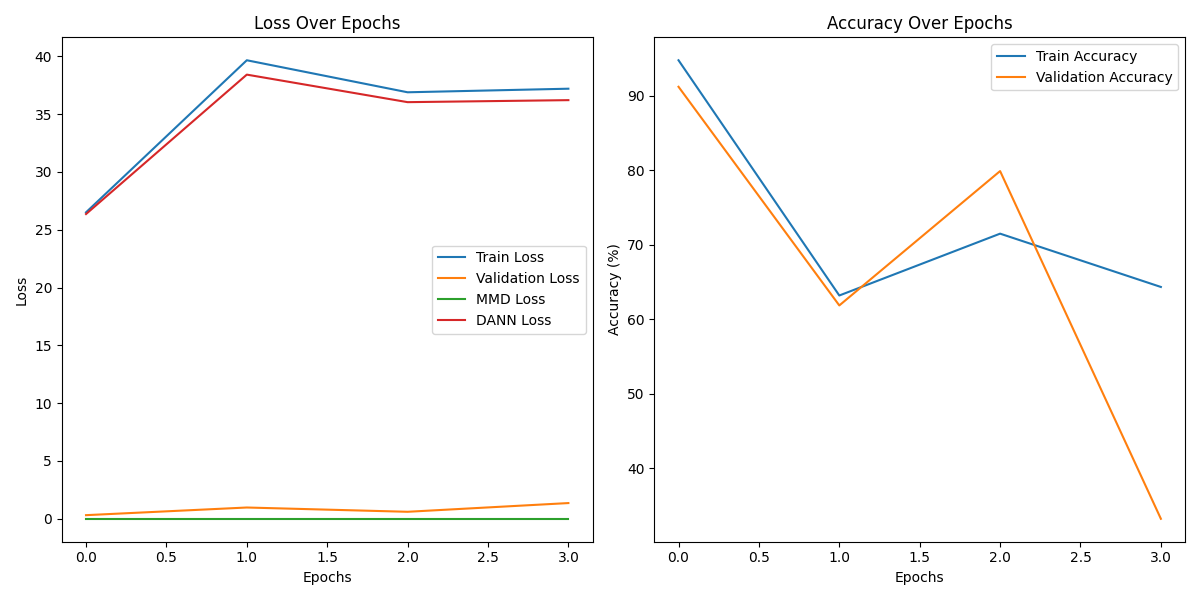 Loss Over Epochs
40
35
30
25
20
15
10
5
0
Loss
Train Loss
Validation Loss
MMD Loss
DANN Loss
0.0 0.5 1.0 1.5 2.0 2.5 3.0
Epochs
Accuracy Over Epochs
Train Accuracy
Validation Accuracy
90
80
70
60
50
40
Accuracy (%)
0.0 0.5 1.0 1.5 2.0 2.5 3.0
Epochs